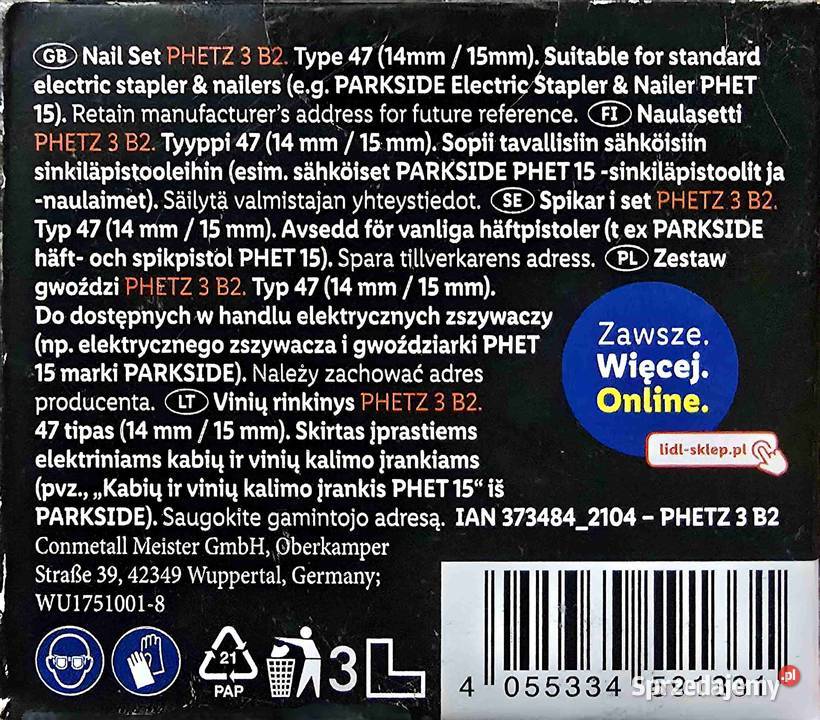 GB Nail Set PHETZ 3 B2. Type 47 (14mm / 15mm). Suitable for standard
electric stapler & nailers (e.g. PARKSIDE Electric Stapler & Nailer PHET
15). Retain manufacturer's address for future reference. FI Naulasetti
PHETZ 3 B2. Tyyppi 47 (14 mm / 15 mm). Sopii tavallisiin sähköisiin
sinkiläpistooleihin (esim. sähköiset PARKSIDE PHET 15 -sinkiläpistoolit ja
-naulaimet). Säilytä valmistajan yhteystiedot. SE Spikar i set PHETZ 3 B2.
Typ 47 (14 mm / 15 mm). Avsedd för vanliga häftpistoler (t ex PARKSIDE
häft- och spikpistol PHET 15). Spara tillverkarens adress. PL Zestaw
gwoździ PHETZ 3 B2. Typ 47 (14 mm / 15 mm).
Do dostępnych w handlu elektrycznych zszywaczy
(np. elektrycznego zszywacza i gwoździarki PHET
15 marki PARKSIDE). Należy zachować adres
producenta. LT Vinių rinkinys PHETZ 3 B2.
47 tipas (14 mm / 15 mm). Skirtas įprastiems
elektriniams kabių ir vinių kalimo įrankiams
(pvz., „Kabių ir vinių kalimo įrankis PHET 15“ iš
PARKSIDE). Saugokite gamintojo adresą. IAN 373484_2104 – PHETZ 3 B2
Zawsze.
Więcej.
Online.
lidl-sklep.pl
Conmetall Meister GmbH, Oberkamper
Straße 39, 42349 Wuppertal, Germany;
WU1751001-8
21
PAP
3
4 055334
Sprzedajemy.pl